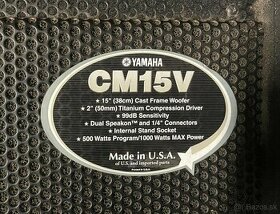 YAMAHA
CM15V
• 15" (38cm) Cast Frame Woofer
• 2" (50mm) Titanium Compression Driver
• 99dB Sensitivity
• Dual Speakon™ and 1/4" Connectors
• Internal Stand Socket
• 500 Watts Program/1000 Watts MAX Power
Made in U.S.A.
of U.S. and imported parts